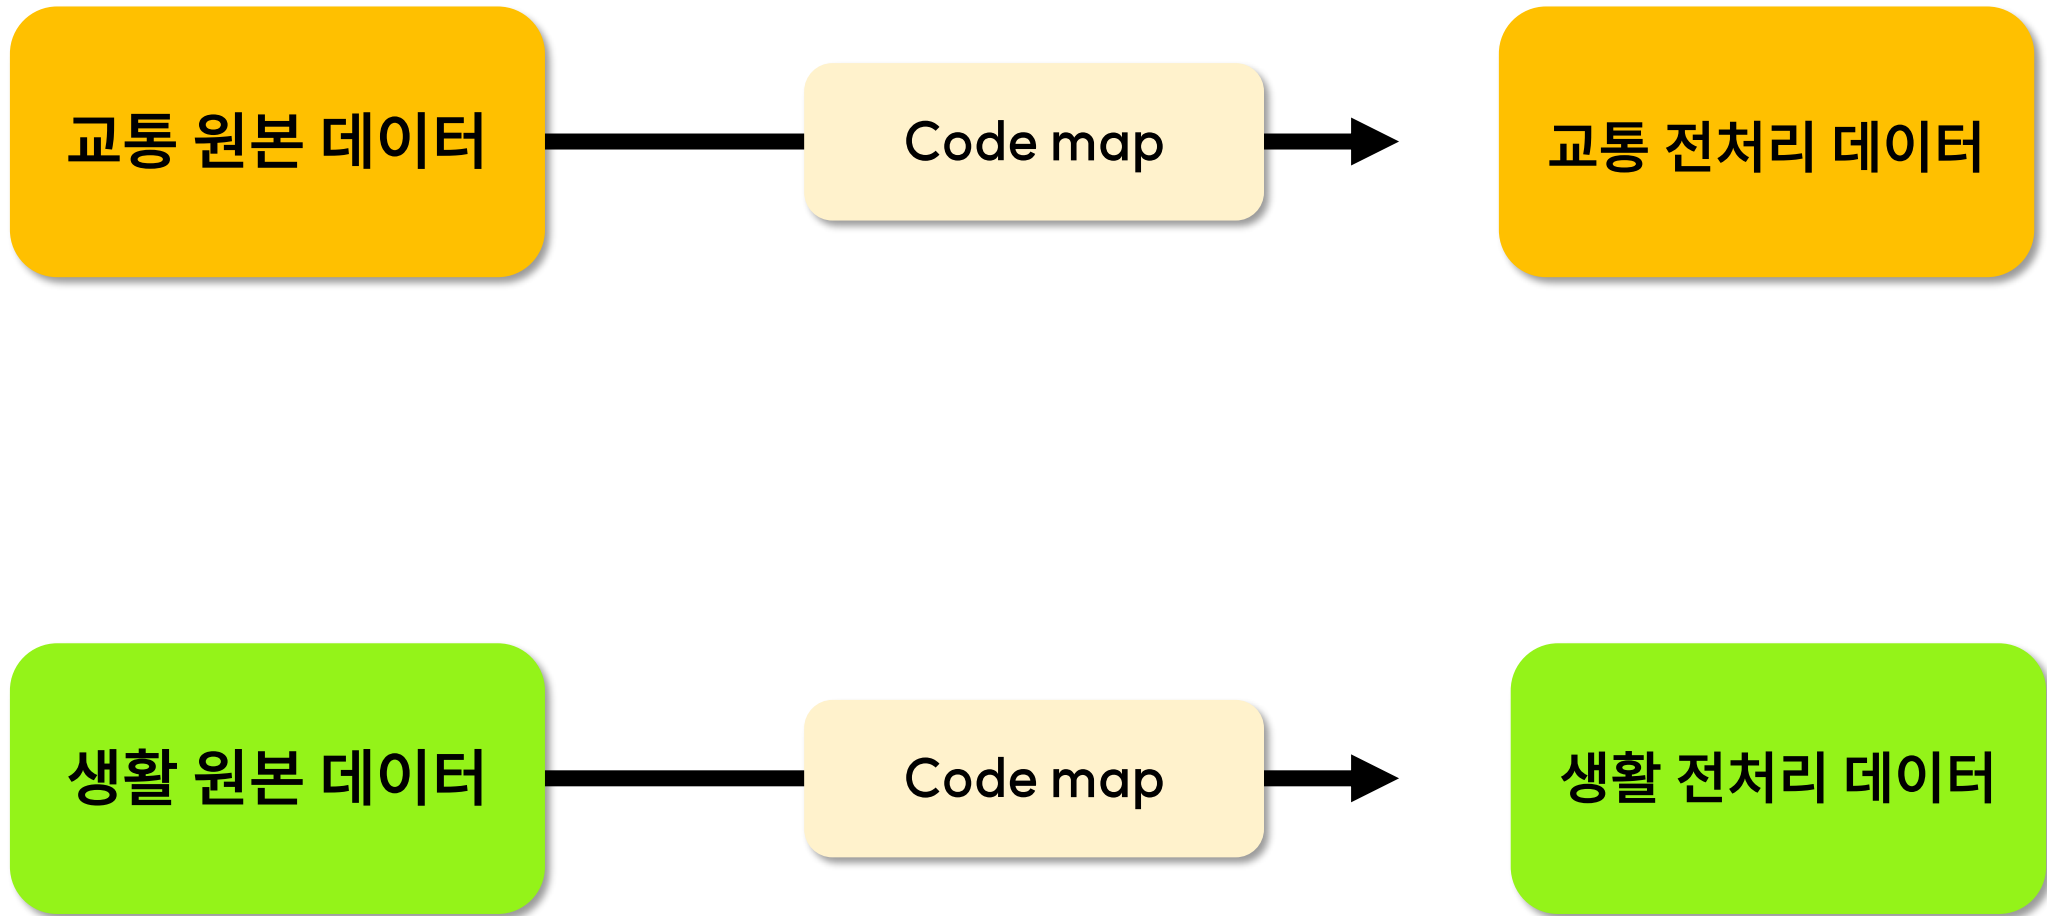 교통 원본 데이터
Code map
교통 전처리 데이터
생활 원본 데이터
Code map
생활 전처리 데이터